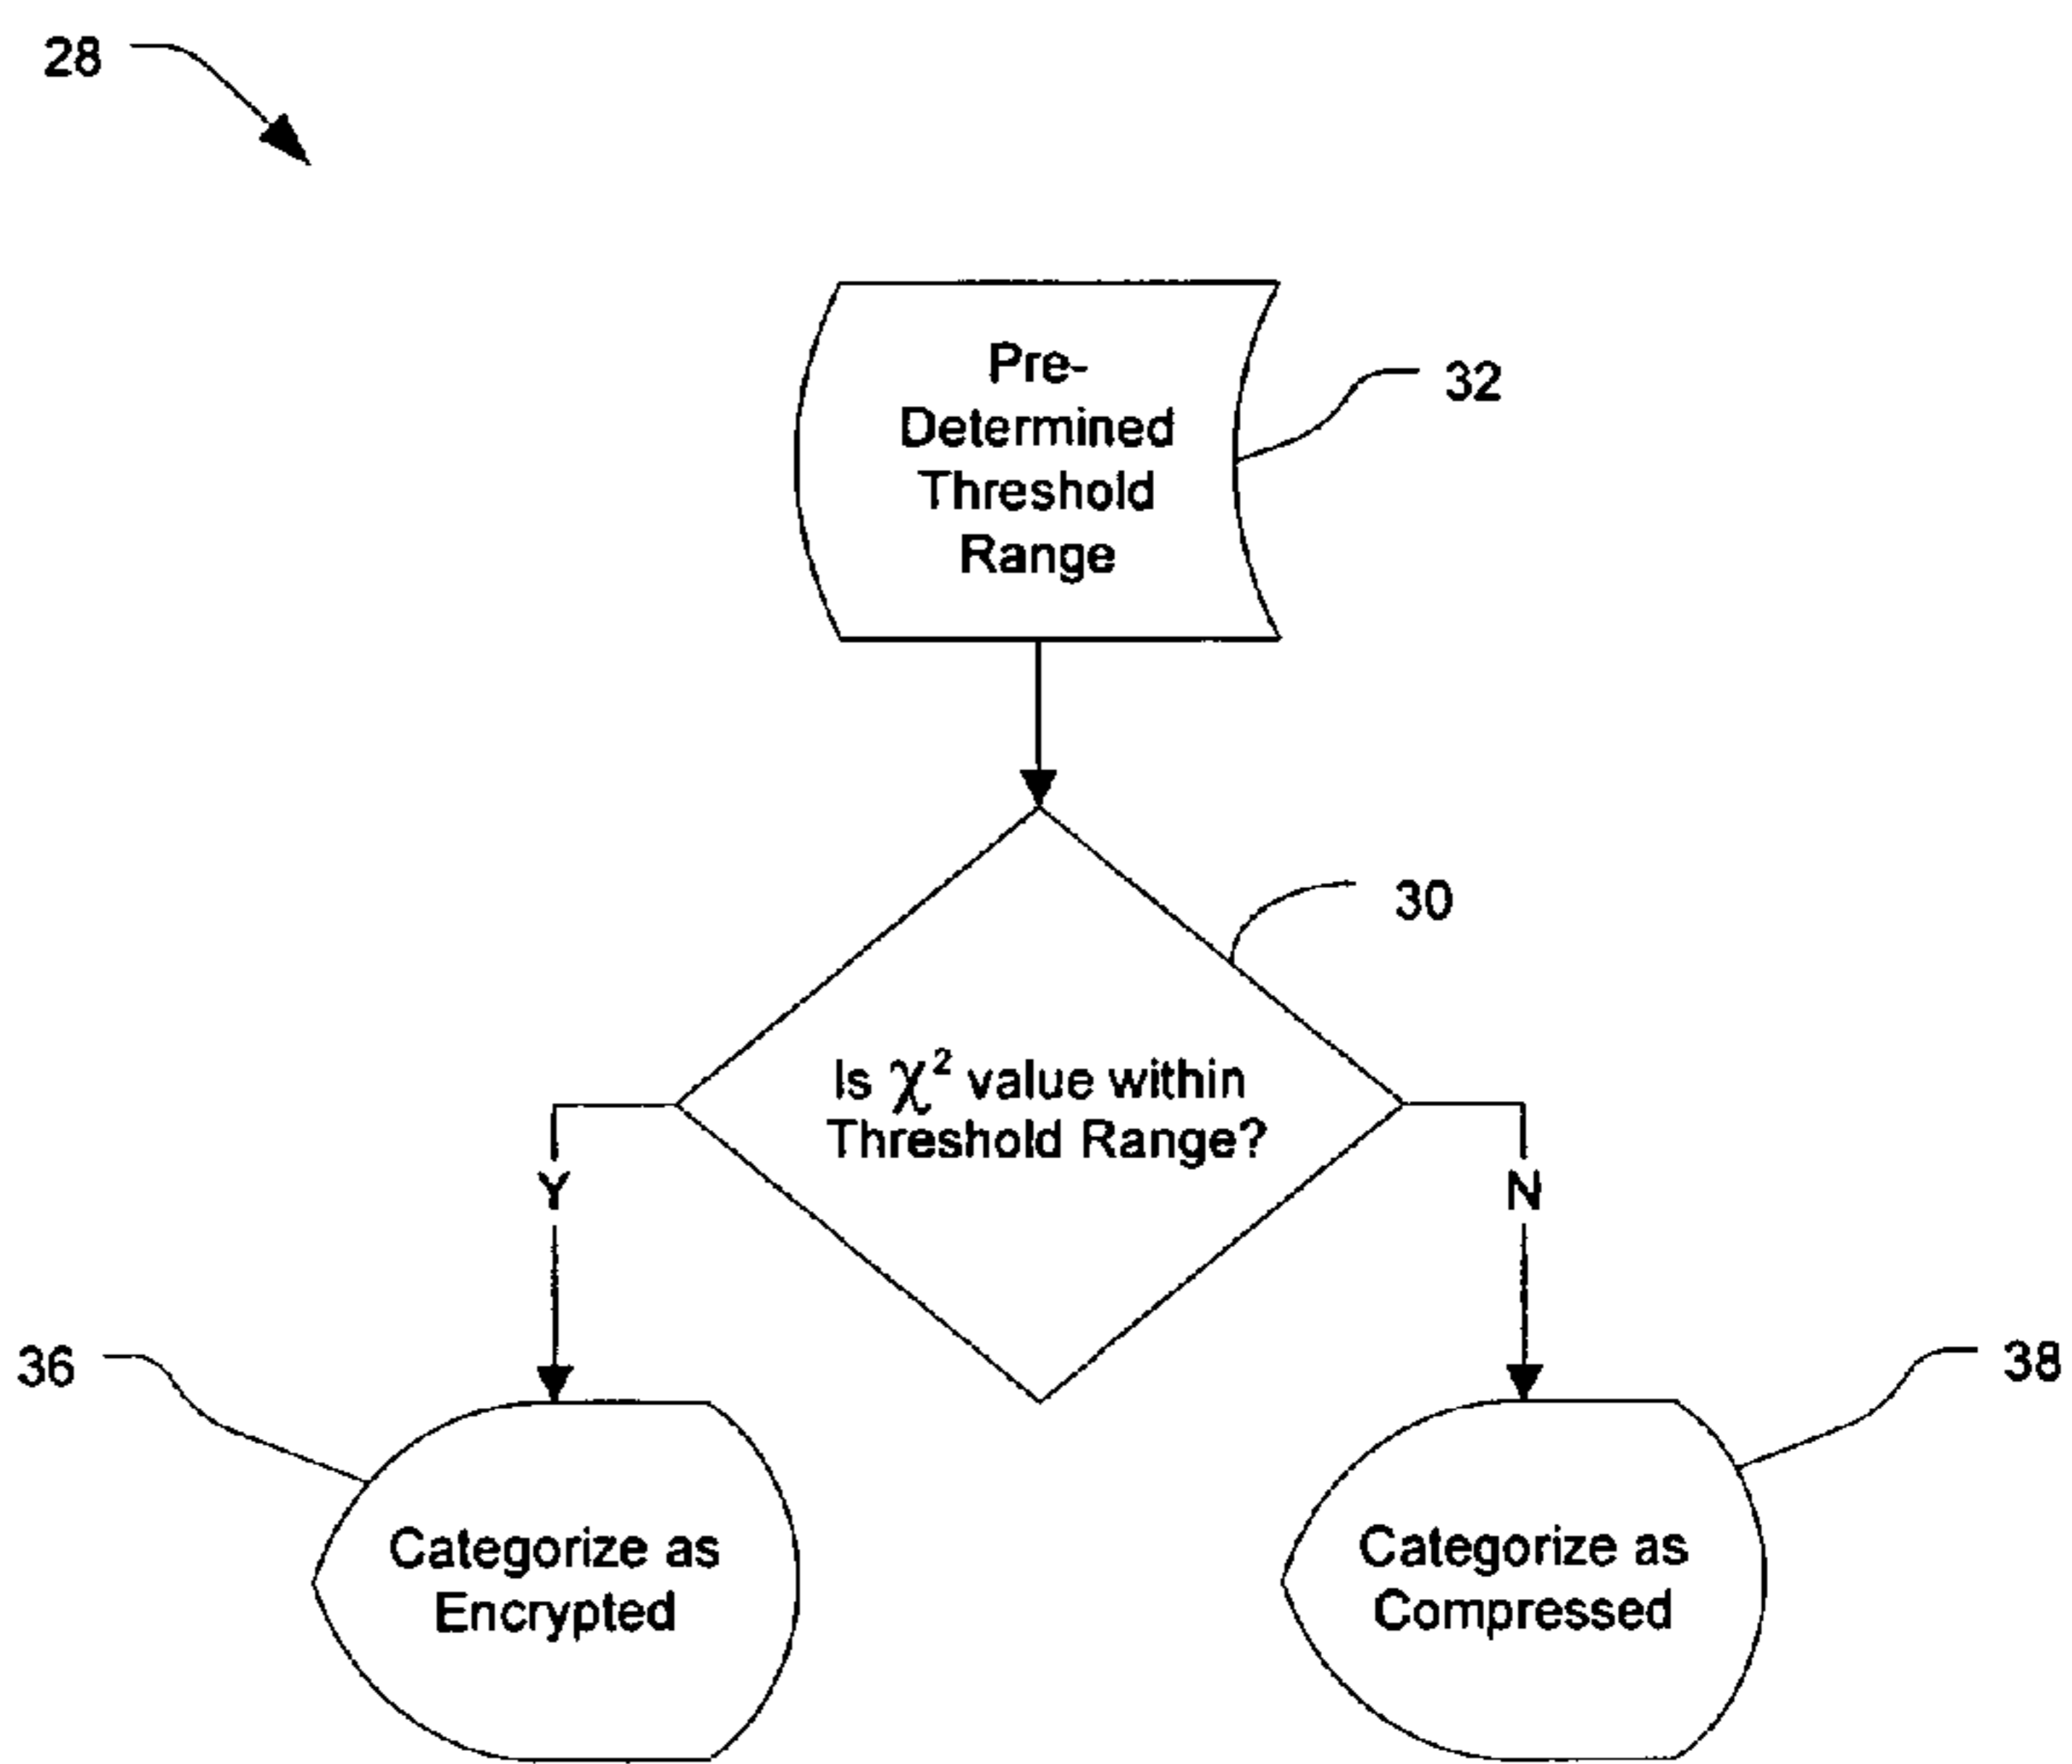 28
Pre-
Determined
Threshold
Range
32
30
Is χ² value within
Threshold Range?
Y
N
36
38
Categorize as
Encrypted
Categorize as
Compressed